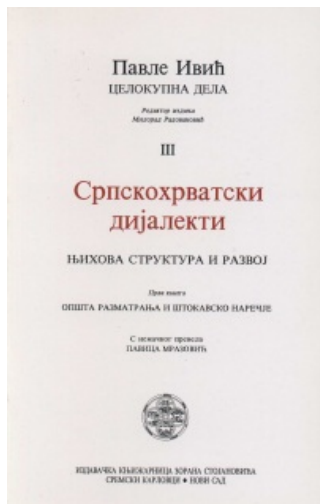 Павле Ивић
ЦЕЛОКУПНА ДЕЛА
Редактор издања
Милорад Радовановић
III
Српскохрватски
дијалекти
ЊИХОВА СТРУКТУРА И РАЗВОЈ
Прва књига
ОПШТА РАЗМАТРАЊА И ШТОКАВСКО НАРЕЧЈЕ
С немачког превела
ПАВИЦА МРАЗОВИЋ
ИЗДАВАЧКА КЊИЖАРНИЦА ЗОРАНА СТОЈАНОВИЋА
СРЕМСКИ КАРЛОВЦИ • НОВИ САД